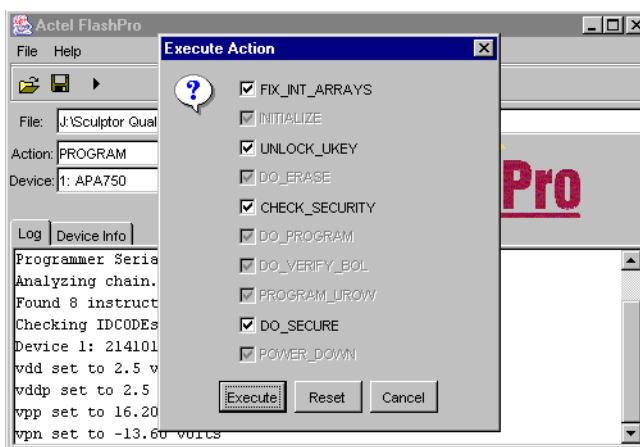 Actel FlashPro
File Help
File: J:\Sculptor Qual
Action: PROGRAM
Device: 1: APA750
Pro
Log Device Info
Programmer Seria
Analyzing chain.
Found 8 instruct
Checking IDCODEs
Device 1: 214101
vdd set to 2.5 v
vddp set to 2.5
vpp set to 16.20
vpn set to -13.60 volts
Execute Action
?
FIX_INT_ARRAYS
INITIALIZE
UNLOCK_UKEY
DO_ERASE
CHECK_SECURITY
DO_PROGRAM
DO_VERIFY_BOL
PROGRAM_UROW
DO_SECURE
POWER_DOWN
Execute Reset Cancel